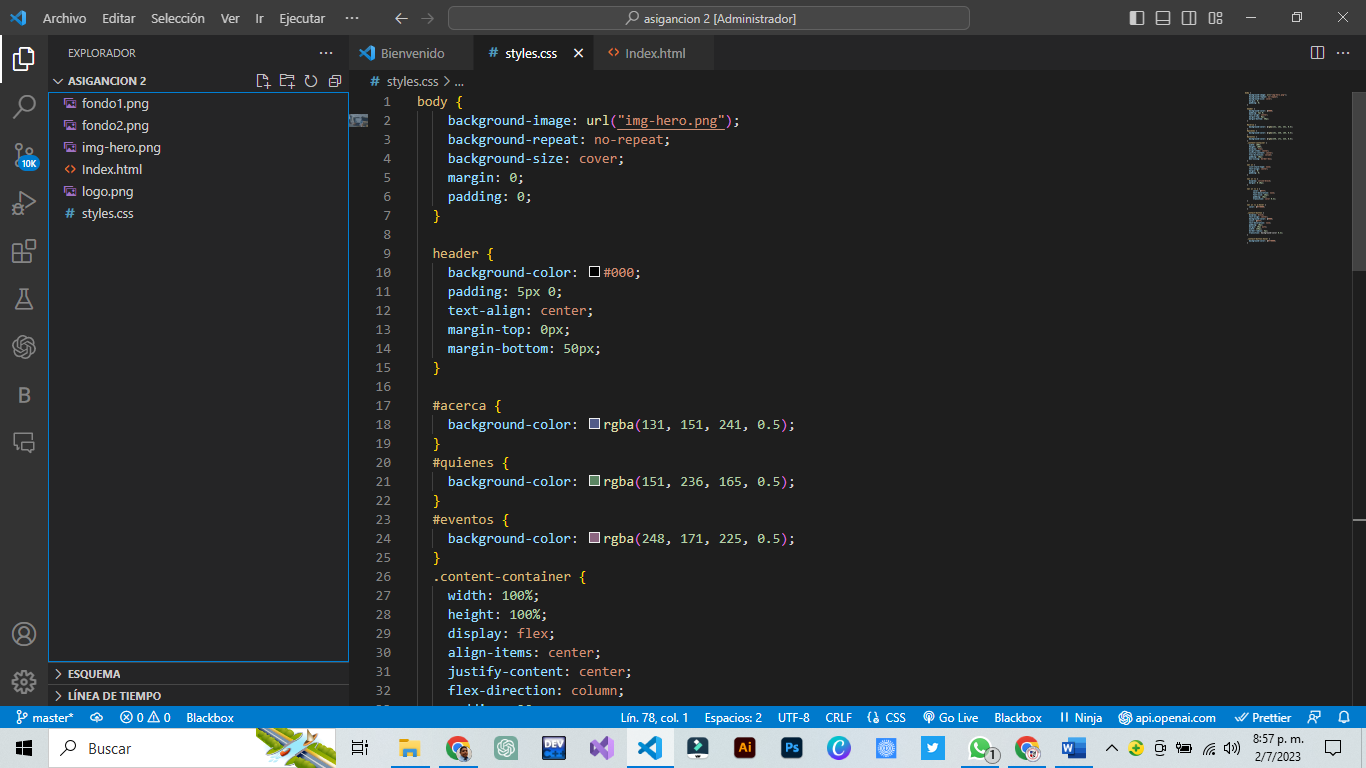 Archivo Editar Selección Ver Ir Ejecutar ···
asigancion 2 [Administrador]
EXPLORADOR
ASIGANCION 2
fondo1.png
fondo2.png
img-hero.png
Index.html
logo.png
styles.css
10K
B
ESQUEMA
LÍNEA DE TIEMPO
Bienvenido
# styles.css
Index.html
# styles.css > ...
1 body {
2 background-image: url("img-hero.png");
3 background-repeat: no-repeat;
4 background-size: cover;
5 margin: 0;
6 padding: 0;
7 }
8
9 header {
10 background-color: #000;
11 padding: 5px 0;
12 text-align: center;
13 margin-top: 0px;
14 margin-bottom: 50px;
15 }
16
17 #acerca {
18 background-color: rgba(131, 151, 241, 0.5);
19 }
20 #quienes {
21 background-color: rgba(151, 236, 165, 0.5);
22 }
23 #eventos {
24 background-color: rgba(248, 171, 225, 0.5);
25 }
26 .content-container {
27 width: 100%;
28 height: 100%;
29 display: flex;
30 align-items: center;
31 justify-content: center;
32 flex-direction: column;
master* 0 0 Blackbox Lín. 78, col. 1 Espacios: 2 UTF-8 CRLF CSS Go Live Blackbox Ninja api.openai.com Prettier
Buscar
DEV
C++
Ai
Ps
1
W
8:57 p. m.
2/7/2023